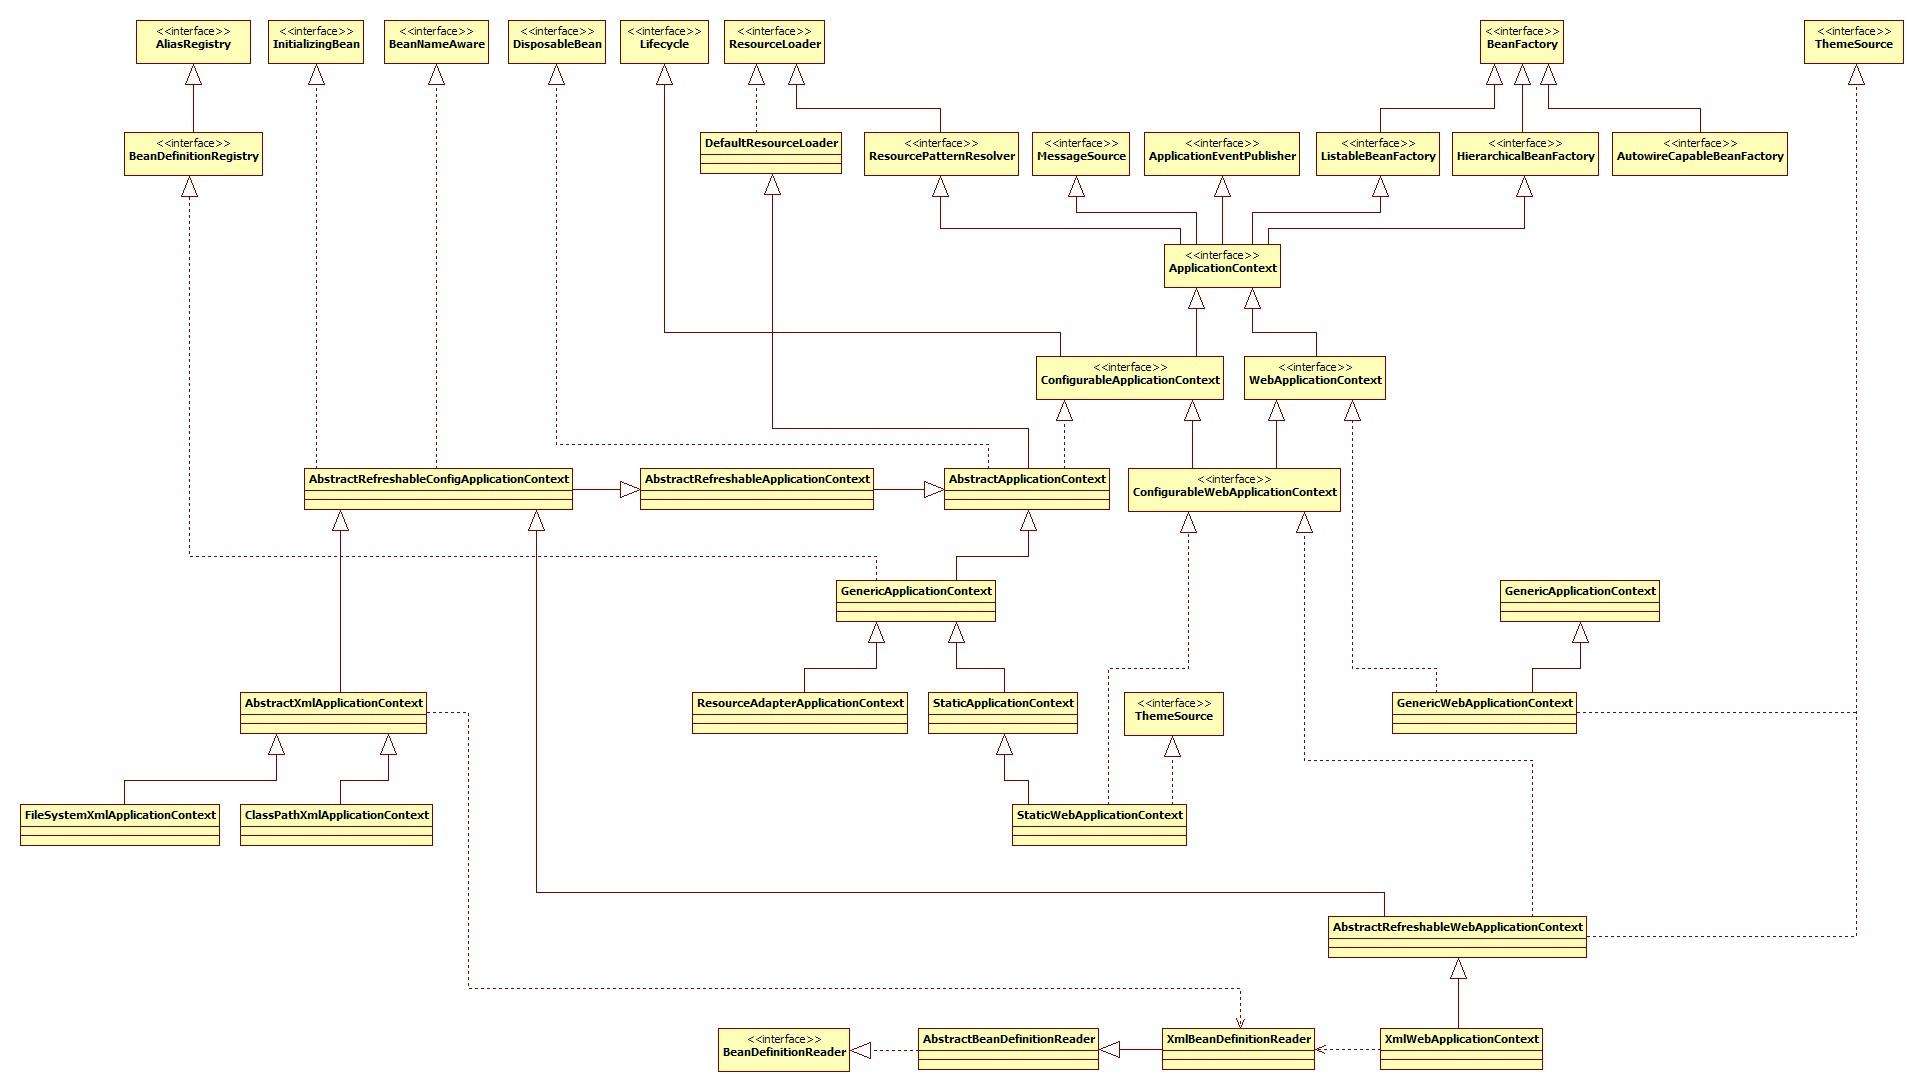 <<interface>>
AliasRegistry
<<interface>>
InitializingBean
<<interface>>
BeanNameAware
<<interface>>
DisposableBean
<<interface>>
Lifecycle
<<interface>>
ResourceLoader
<<interface>>
BeanFactory
<<interface>>
ThemeSource
<<interface>>
BeanDefinitionRegistry
DefaultResourceLoader
<<interface>>
ResourcePatternResolver
<<interface>>
MessageSource
<<interface>>
ApplicationEventPublisher
<<interface>>
ListableBeanFactory
<<interface>>
HierarchicalBeanFactory
<<interface>>
AutowireCapableBeanFactory
<<interface>>
ApplicationContext
<<interface>>
ConfigurableApplicationContext
<<interface>>
WebApplicationContext
AbstractRefreshableConfigApplicationContext
AbstractRefreshableApplicationContext
AbstractApplicationContext
<<interface>>
ConfigurableWebApplicationContext
GenericApplicationContext
GenericApplicationContext
AbstractXmlApplicationContext
ResourceAdapterApplicationContext
StaticApplicationContext
<<interface>>
ThemeSource
GenericWebApplicationContext
FileSystemXmlApplicationContext
ClassPathXmlApplicationContext
StaticWebApplicationContext
AbstractRefreshableWebApplicationContext
<<interface>>
BeanDefinitionReader
AbstractBeanDefinitionReader
XmlBeanDefinitionReader
XmlWebApplicationContext